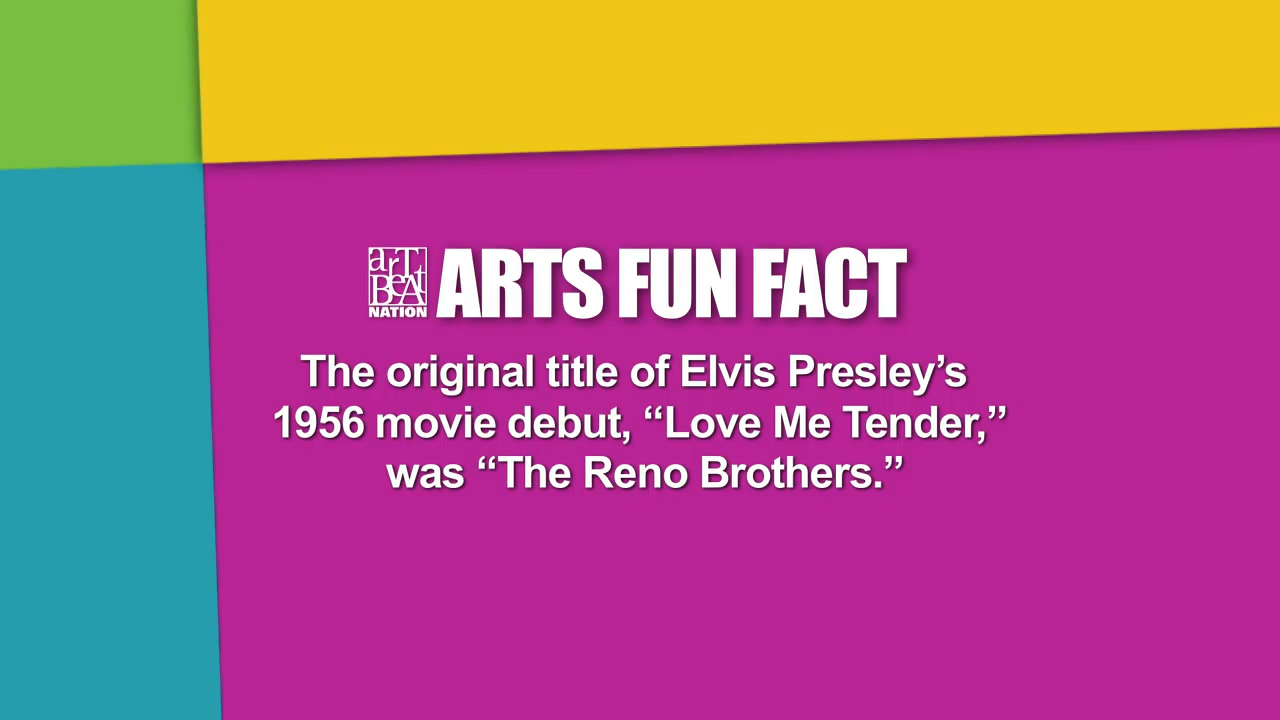 arT
BeAt
NATION
ARTS FUN FACT
The original title of Elvis Presley’s
1956 movie debut, “Love Me Tender,”
was “The Reno Brothers.”